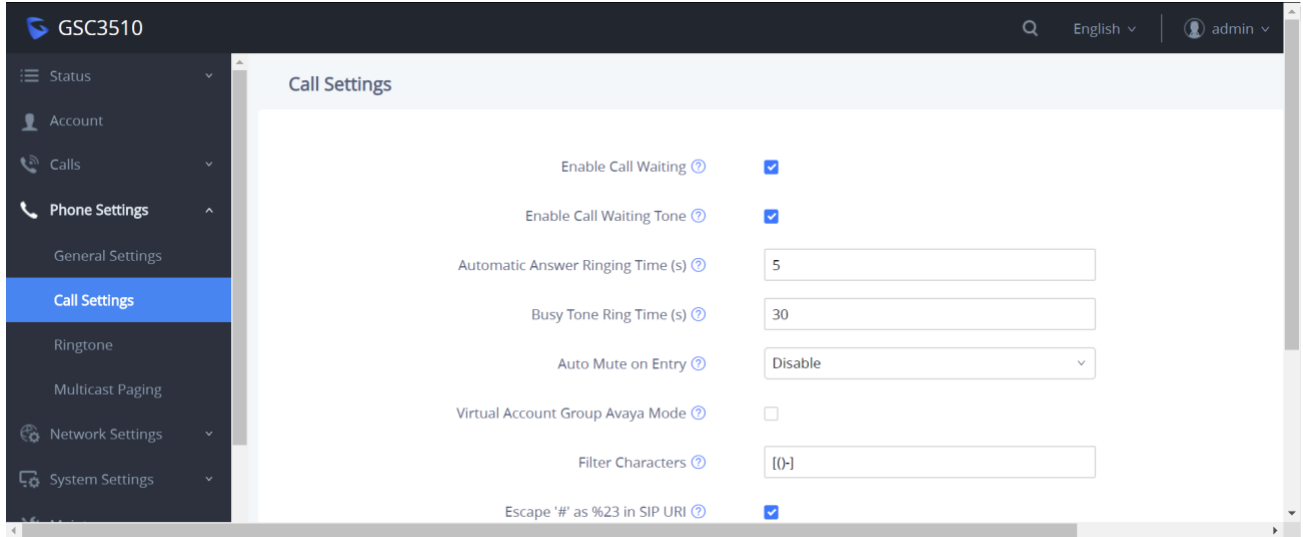 GSC3510
English
admin
Status
Account
Calls
Phone Settings
General Settings
Call Settings
Ringtone
Multicast Paging
Network Settings
System Settings
Call Settings
Enable Call Waiting
Enable Call Waiting Tone
Automatic Answer Ringing Time (s)
5
Busy Tone Ring Time (s)
30
Auto Mute on Entry
Disable
Virtual Account Group Avaya Mode
Filter Characters
[()-]
Escape '#' as %23 in SIP URI